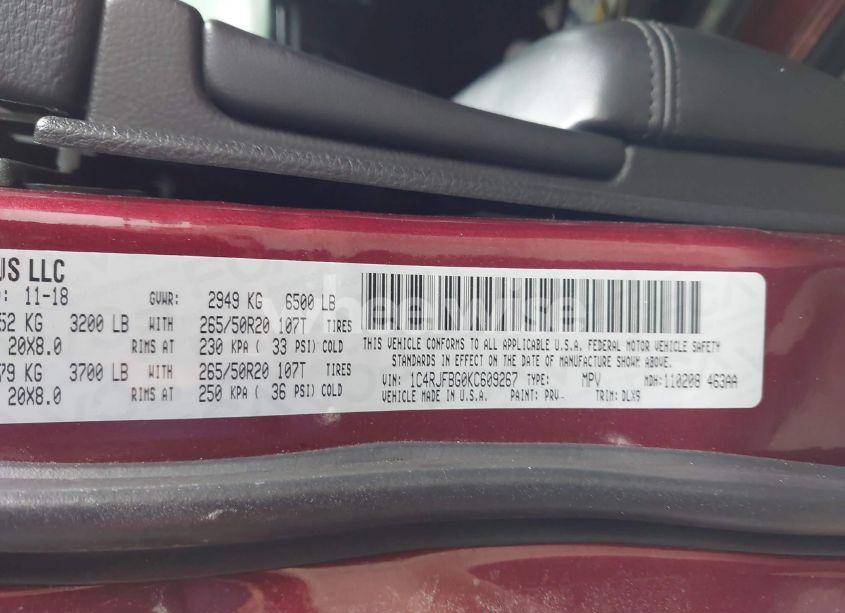 US LLC
: 11-18 GVWR: 2949 KG 6500 LB
52 KG 3200 LB WITH 265/50R20 107T TIRES
20X8.0 RIMS AT 230 KPA ( 33 PSI) COLD
79 KG 3700 LB WITH 265/50R20 107T TIRES
20X8.0 RIMS AT 250 KPA ( 36 PSI) COLD
THIS VEHICLE CONFORMS TO ALL APPLICABLE U.S.A. FEDERAL MOTOR VEHICLE SAFETY
STANDARDS IN EFFECT ON THE DATE OF MANUFACTURE SHOWN ABOVE.
VIN: 1C4RJFBG0KC609267 TYPE: MPV MDH: 110208 463AA
VEHICLE MADE IN U.S.A. PAINT: PRV- TRIM: DLX9
wheelwise